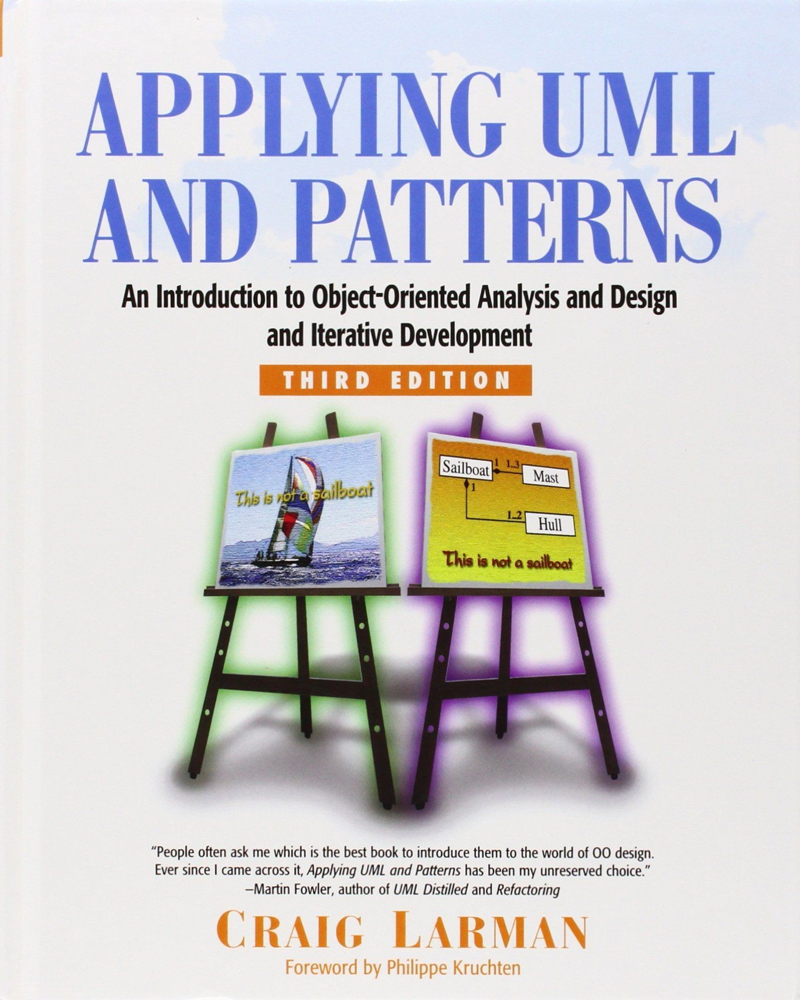 APPLYING UML
AND PATTERNS
An Introduction to Object-Oriented Analysis and Design
and Iterative Development
THIRD EDITION
This is not a sailboat
Sailboat 1 1..3 Mast
1
1..2 Hull
This is not a sailboat
“People often ask me which is the best book to introduce them to the world of OO design.
Ever since I came across it, Applying UML and Patterns has been my unreserved choice.”
–Martin Fowler, author of UML Distilled and Refactoring
CRAIG LARMAN
Foreword by Philippe Kruchten